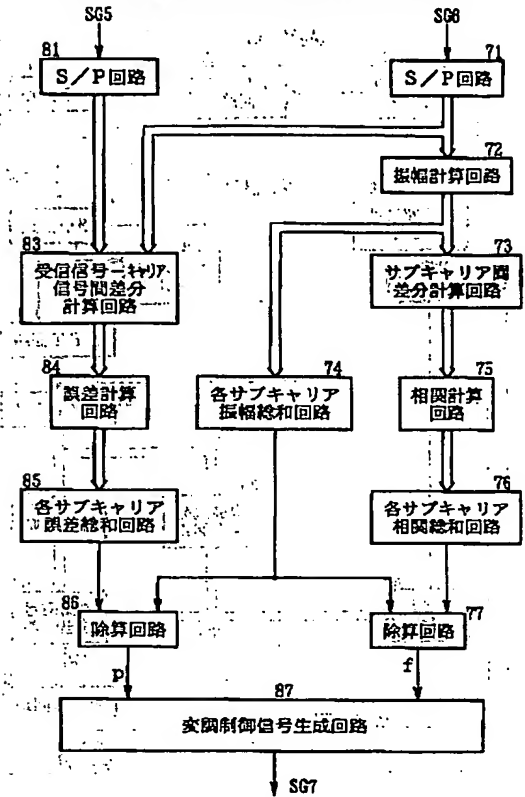 SG5
SG6
81
S/P回路
71
S/P回路
72
振幅計算回路
83
受信信号ーキャリア
信号間差分
計算回路
73
サブキャリア間
差分計算回路
84
誤差計算
回路
74
各サブキャリア
振幅総和回路
75
相関計算
回路
85
各サブキャリア
誤差総和回路
76
各サブキャリア
相関総和回路
86
除算回路
77
除算回路
p
f
87
変調制御信号生成回路
SG7